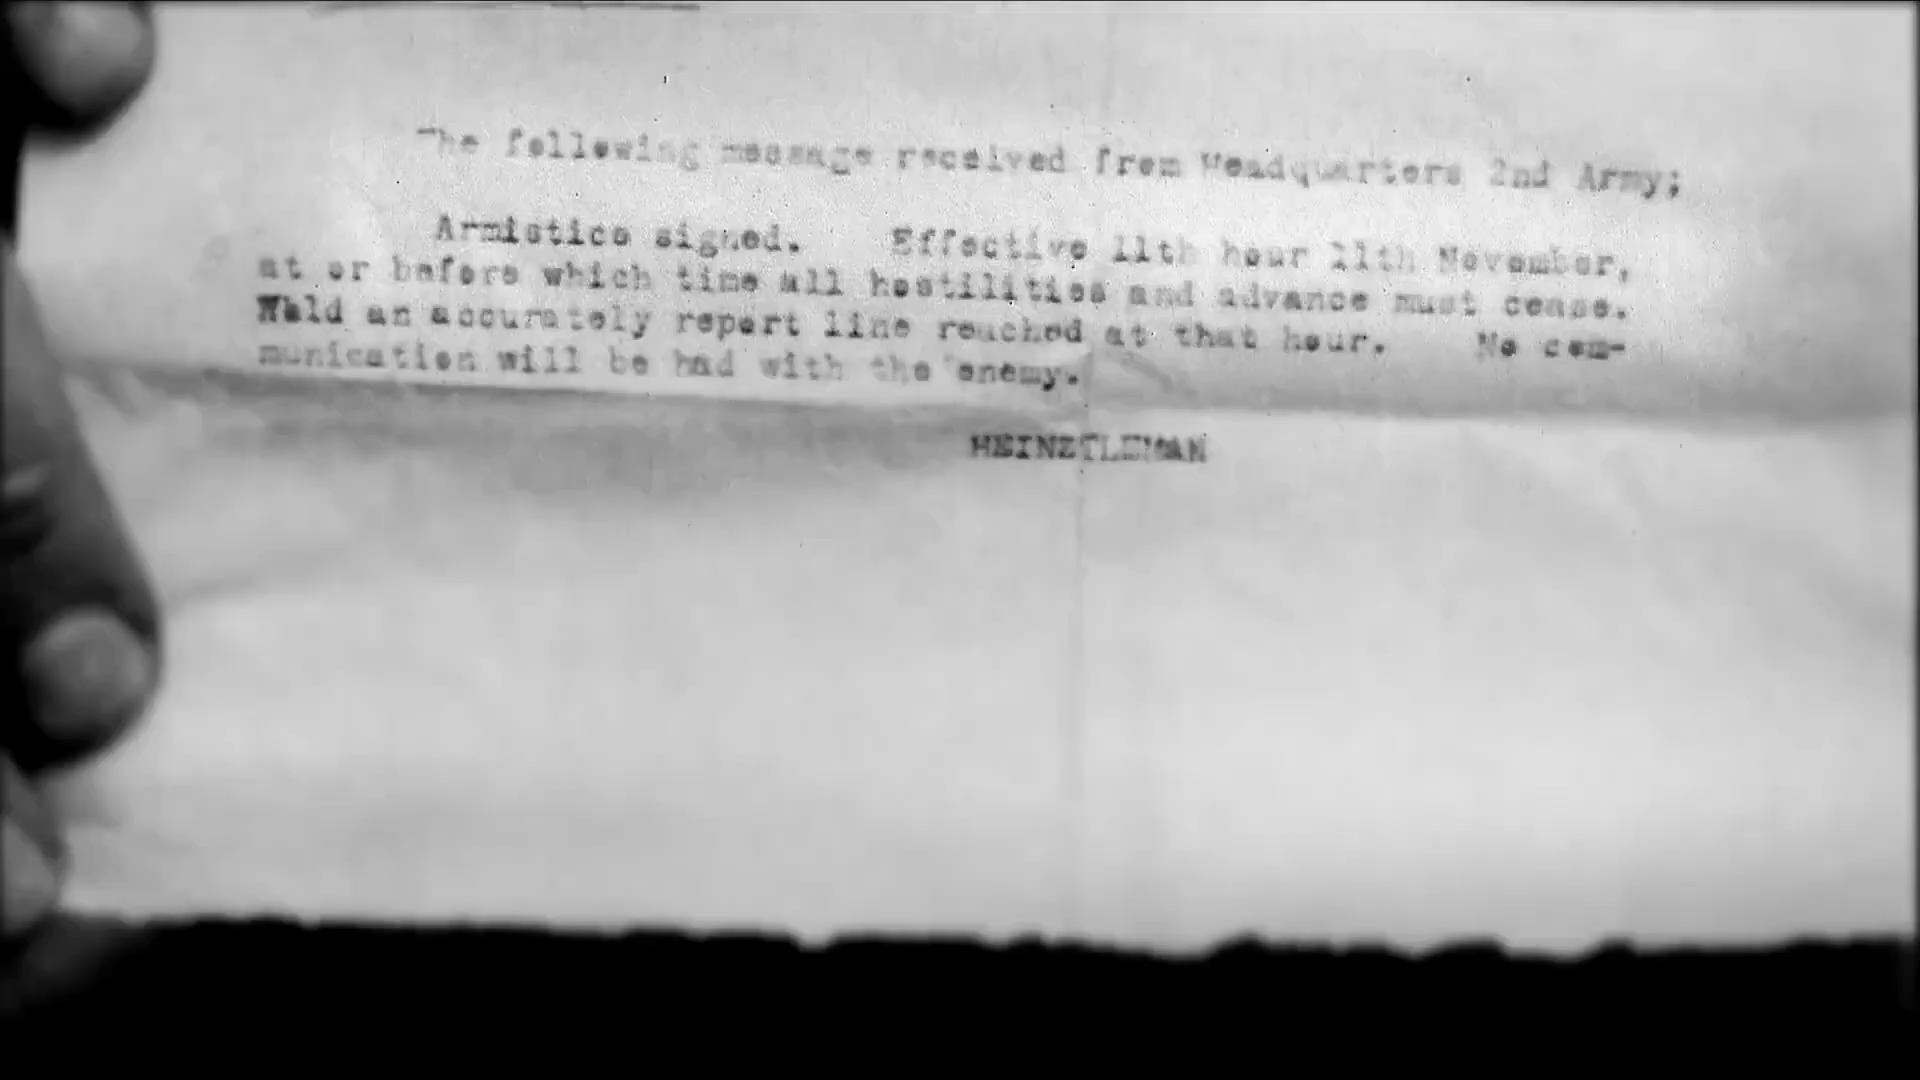 The following message received from Headquarters 2nd Army;
Armistice signed. Effective 11th hour 11th November,
at or before which time all hostilities and advance must cease.
Hold an accurately report line reached at that hour. No com-
munication will be had with the enemy.
HEINZTLEMAN